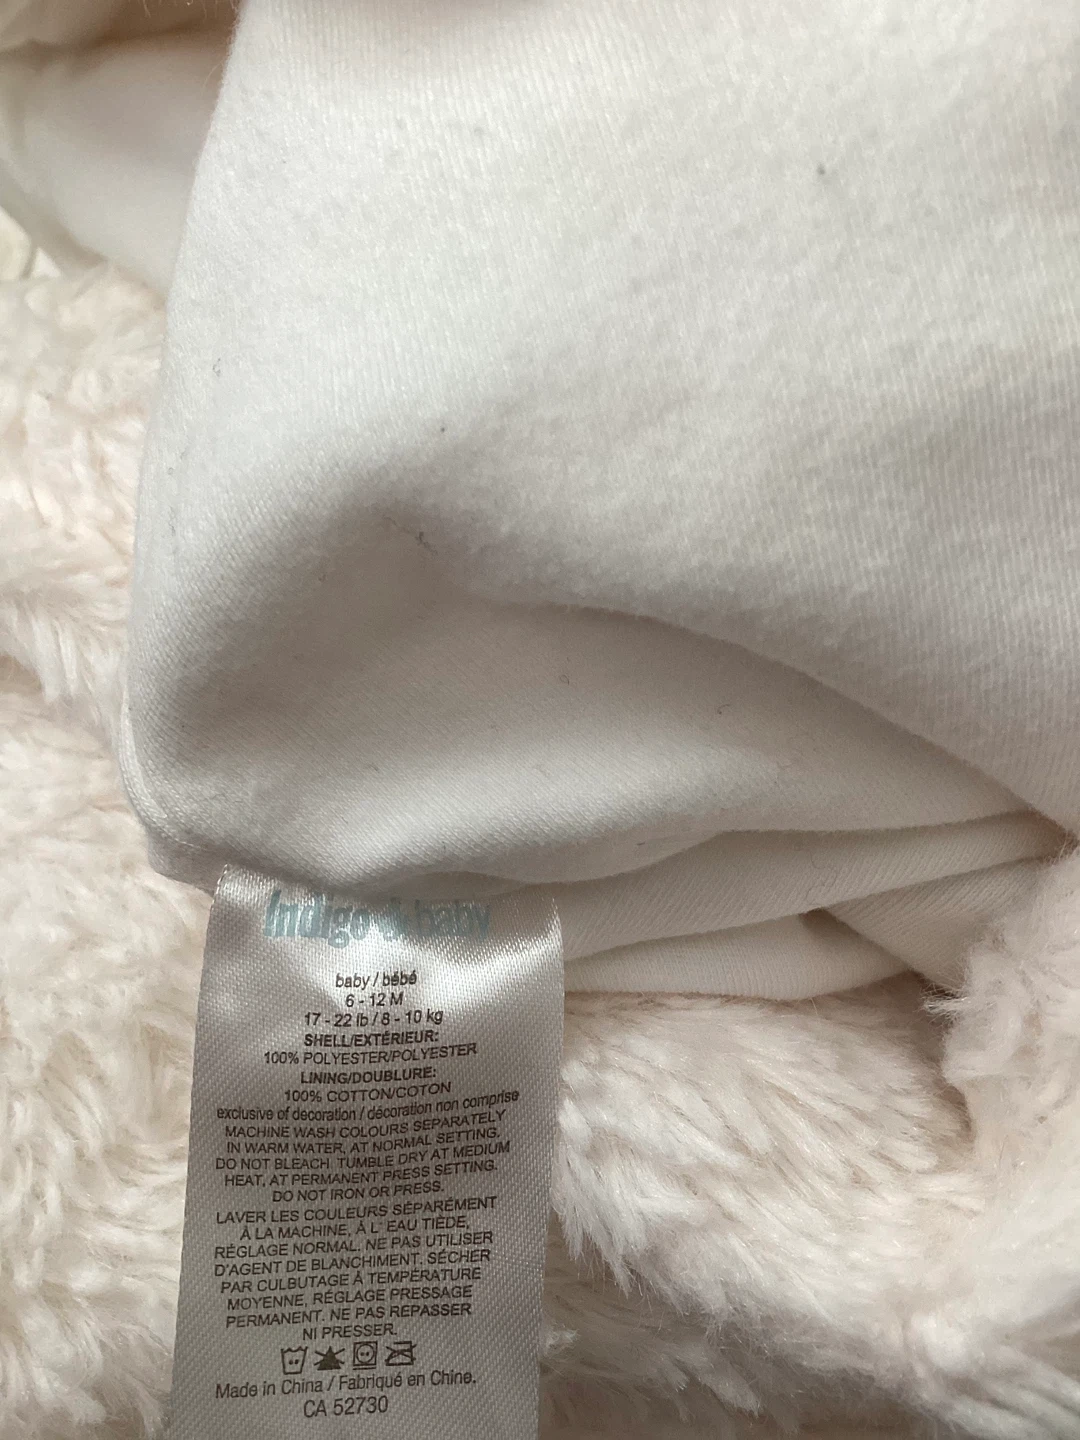 Indigo baby
baby / bébé
6 - 12 M
17 - 22 lb / 8 - 10 kg
SHELL/EXTÉRIEUR:
100% POLYESTER/POLYESTER
LINING/DOUBLURE:
100% COTTON/COTON
exclusive of decoration / décoration non comprise
MACHINE WASH COLOURS SEPARATELY
IN WARM WATER, AT NORMAL SETTING.
DO NOT BLEACH. TUMBLE DRY AT MEDIUM
HEAT, AT PERMANENT PRESS SETTING.
DO NOT IRON OR PRESS.
LAVER LES COULEURS SÉPARÉMENT
À LA MACHINE, À L' EAU TIÈDE,
RÉGLAGE NORMAL. NE PAS UTILISER
D'AGENT DE BLANCHIMENT. SÉCHER
PAR CULBUTAGE À TEMPÉRATURE
MOYENNE, RÉGLAGE PRESSAGE
PERMANENT. NE PAS REPASSER
NI PRESSER.
Made in China / Fabriqué en Chine.
CA 52730